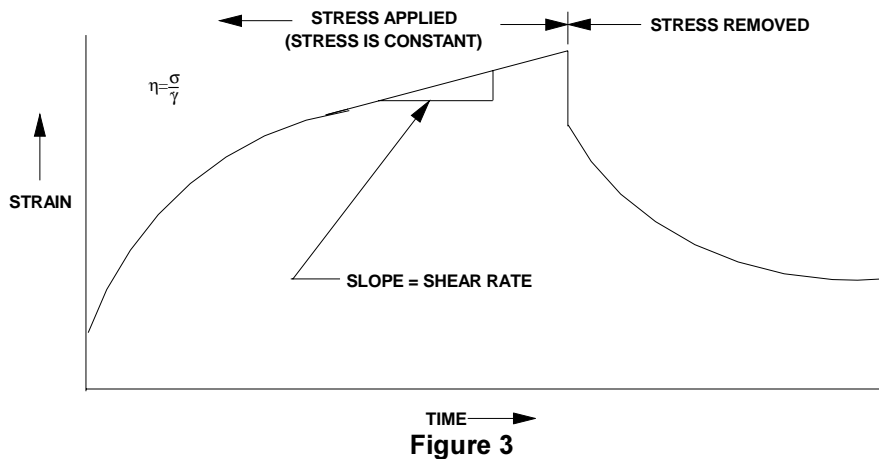 STRESS APPLIED
(STRESS IS CONSTANT)
STRESS REMOVED
η=σ/γ̇
STRAIN
SLOPE = SHEAR RATE
TIME
Figure 3